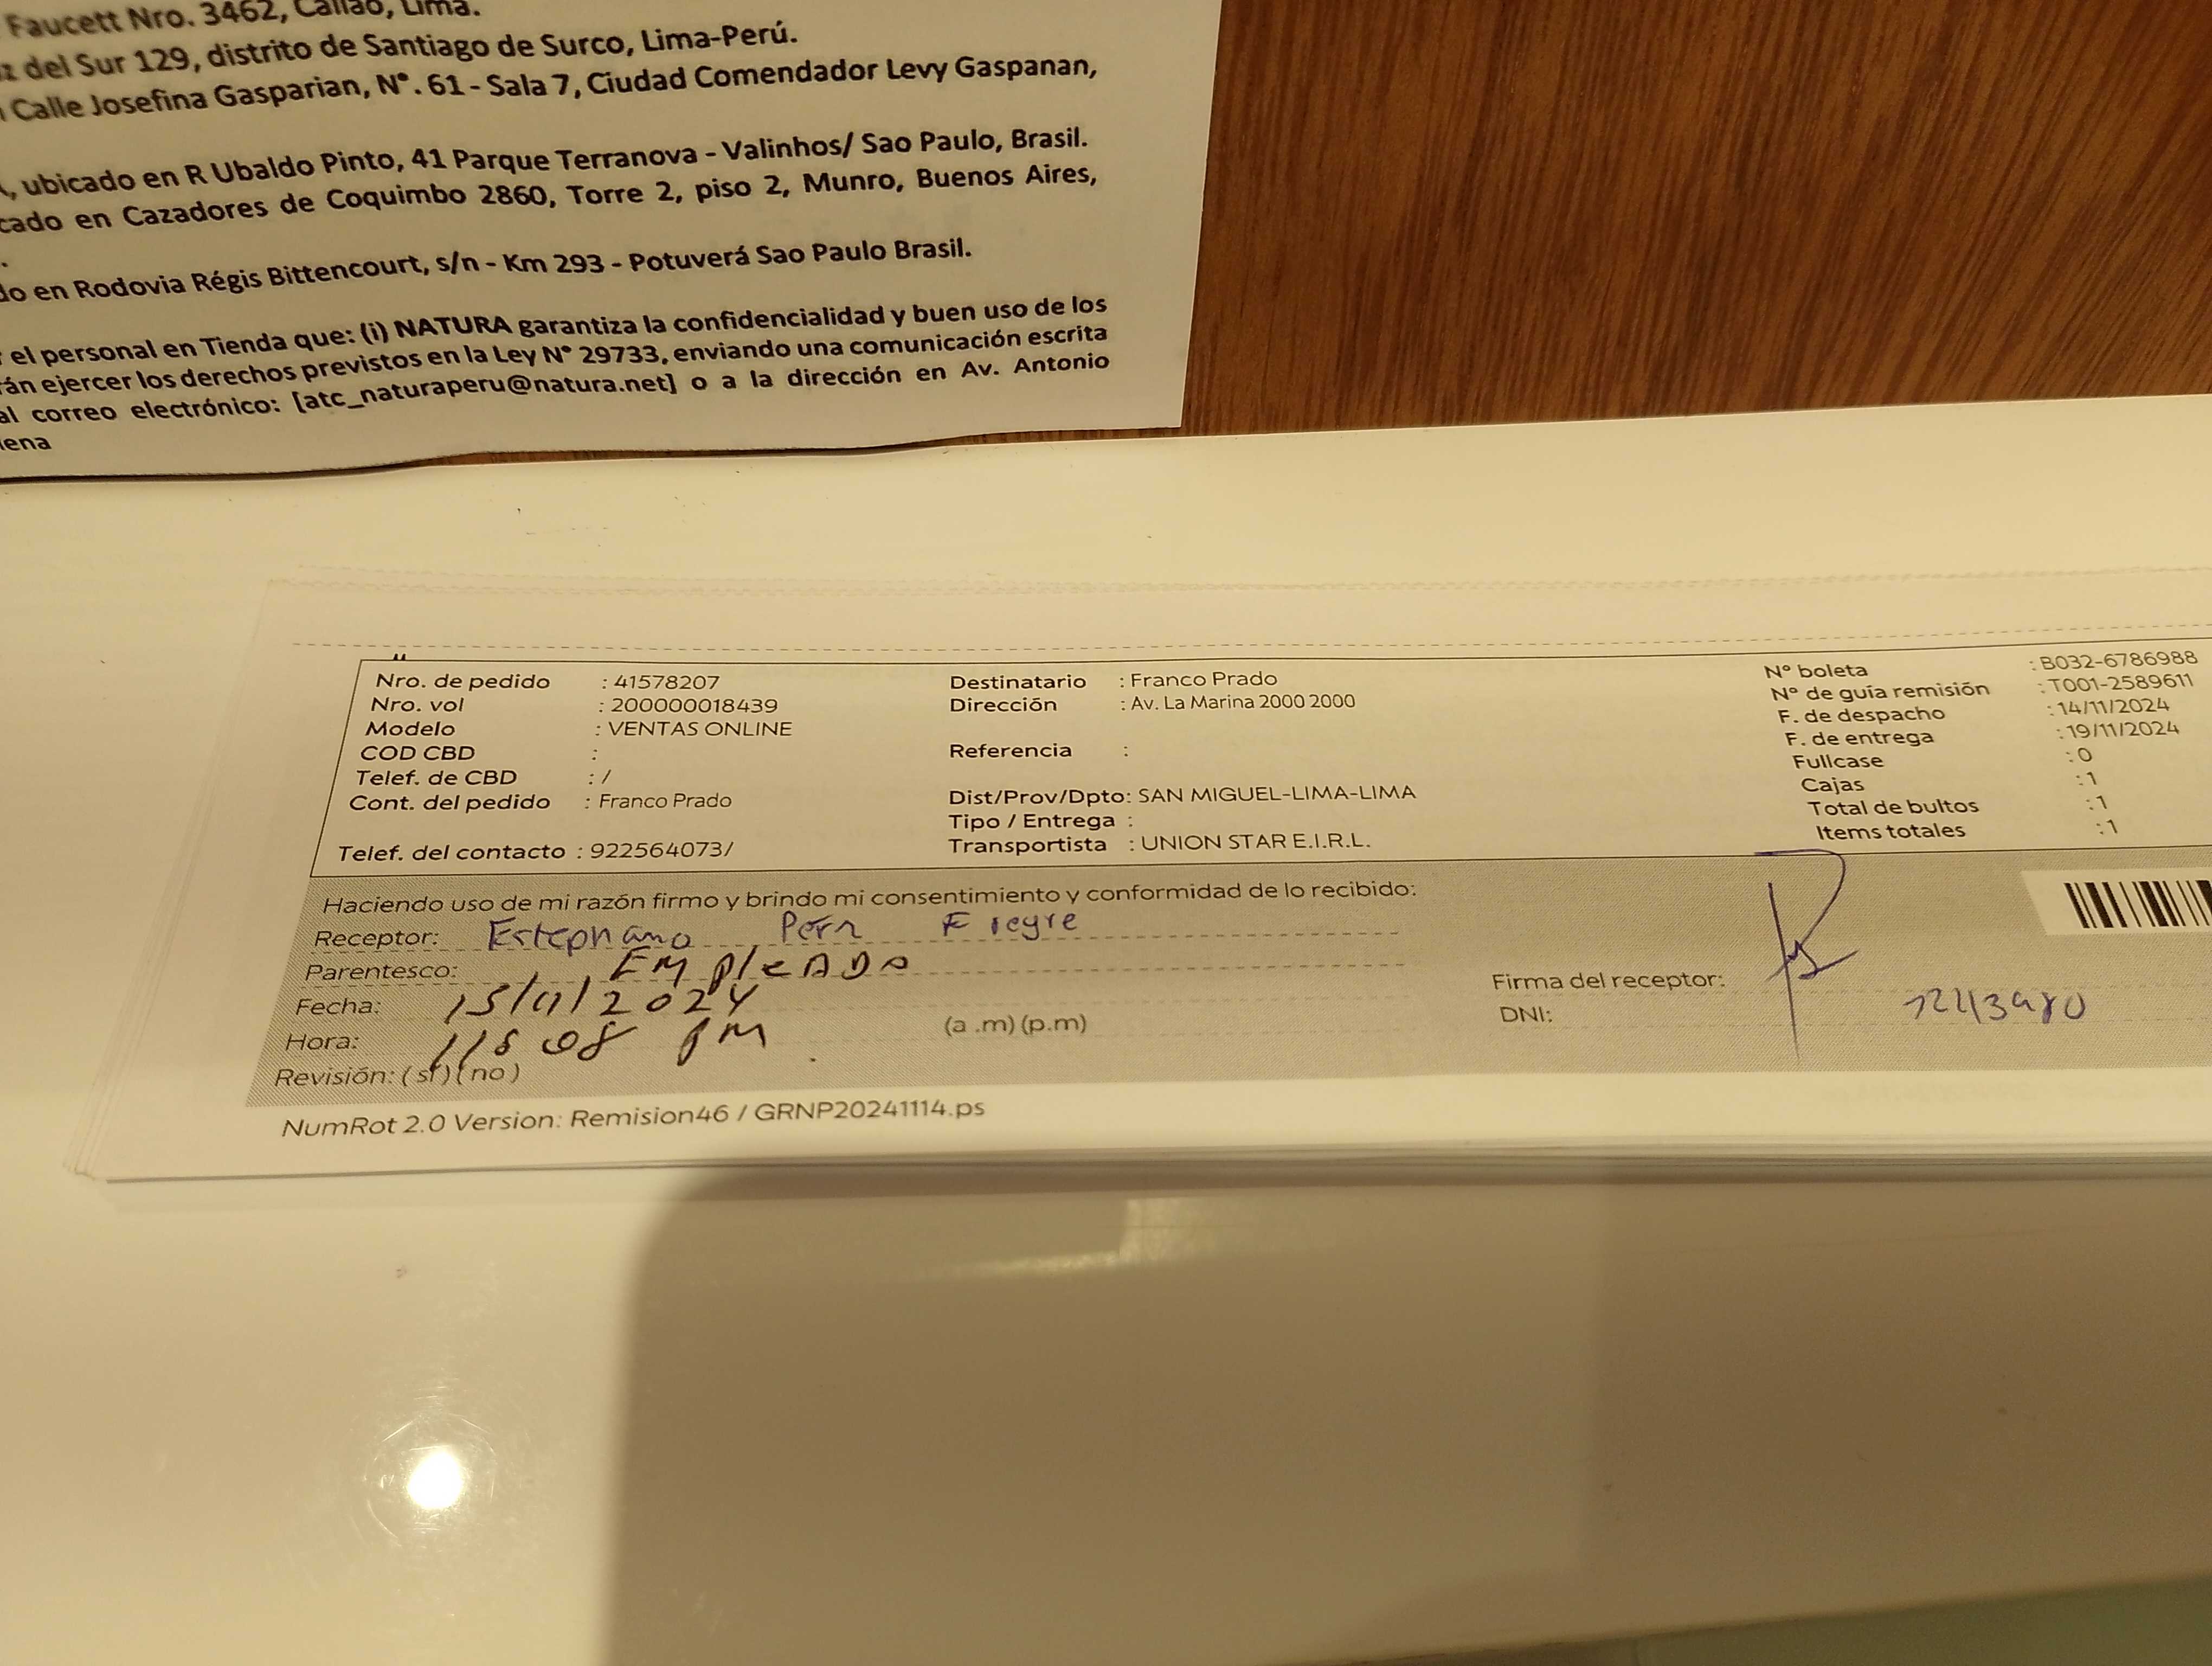 Faucett Nro. 3462, Callao, Lima.
z del Sur 129, distrito de Santiago de Surco, Lima-Perú.
Calle Josefina Gasparian, N°. 61 - Sala 7, Ciudad Comendador Levy Gaspanan,
, ubicado en R Ubaldo Pinto, 41 Parque Terranova - Valinhos/ Sao Paulo, Brasil.
cado en Cazadores de Coquimbo 2860, Torre 2, piso 2, Munro, Buenos Aires,
.
do en Rodovia Régis Bittencourt, s/n - Km 293 - Potuverá Sao Paulo Brasil.
el personal en Tienda que: (i) NATURA garantiza la confidencialidad y buen uso de los
rán ejercer los derechos previstos en la Ley N° 29733, enviando una comunicación escrita
al correo electrónico: [atc_naturaperu@natura.net] o a la dirección en Av. Antonio
lena
Nro. de pedido : 41578207
Nro. vol : 200000018439
Modelo : VENTAS ONLINE
COD CBD :
Telef. de CBD : /
Cont. del pedido : Franco Prado
Telef. del contacto : 922564073/
Destinatario : Franco Prado
Dirección : Av. La Marina 2000 2000
Referencia :
Dist/Prov/Dpto: SAN MIGUEL-LIMA-LIMA
Tipo / Entrega :
Transportista : UNION STAR E.I.R.L.
N° boleta : B032-6786988
N° de guía remisión : T001-2589611
F. de despacho : 14/11/2024
F. de entrega : 19/11/2024
Fullcase : 0
Cajas : 1
Total de bultos : 1
Items totales : 1
Haciendo uso de mi razón firmo y brindo mi consentimiento y conformidad de lo recibido:
Receptor: Estephano Freyre
Parentesco: EMpleADo
Fecha: 15/11/2024
Hora: PM (a .m) (p.m)
Revisión: ( sí ) ( no )
Firma del receptor:
DNI:
NumRot 2.0 Version: Remision46 / GRNP20241114.ps